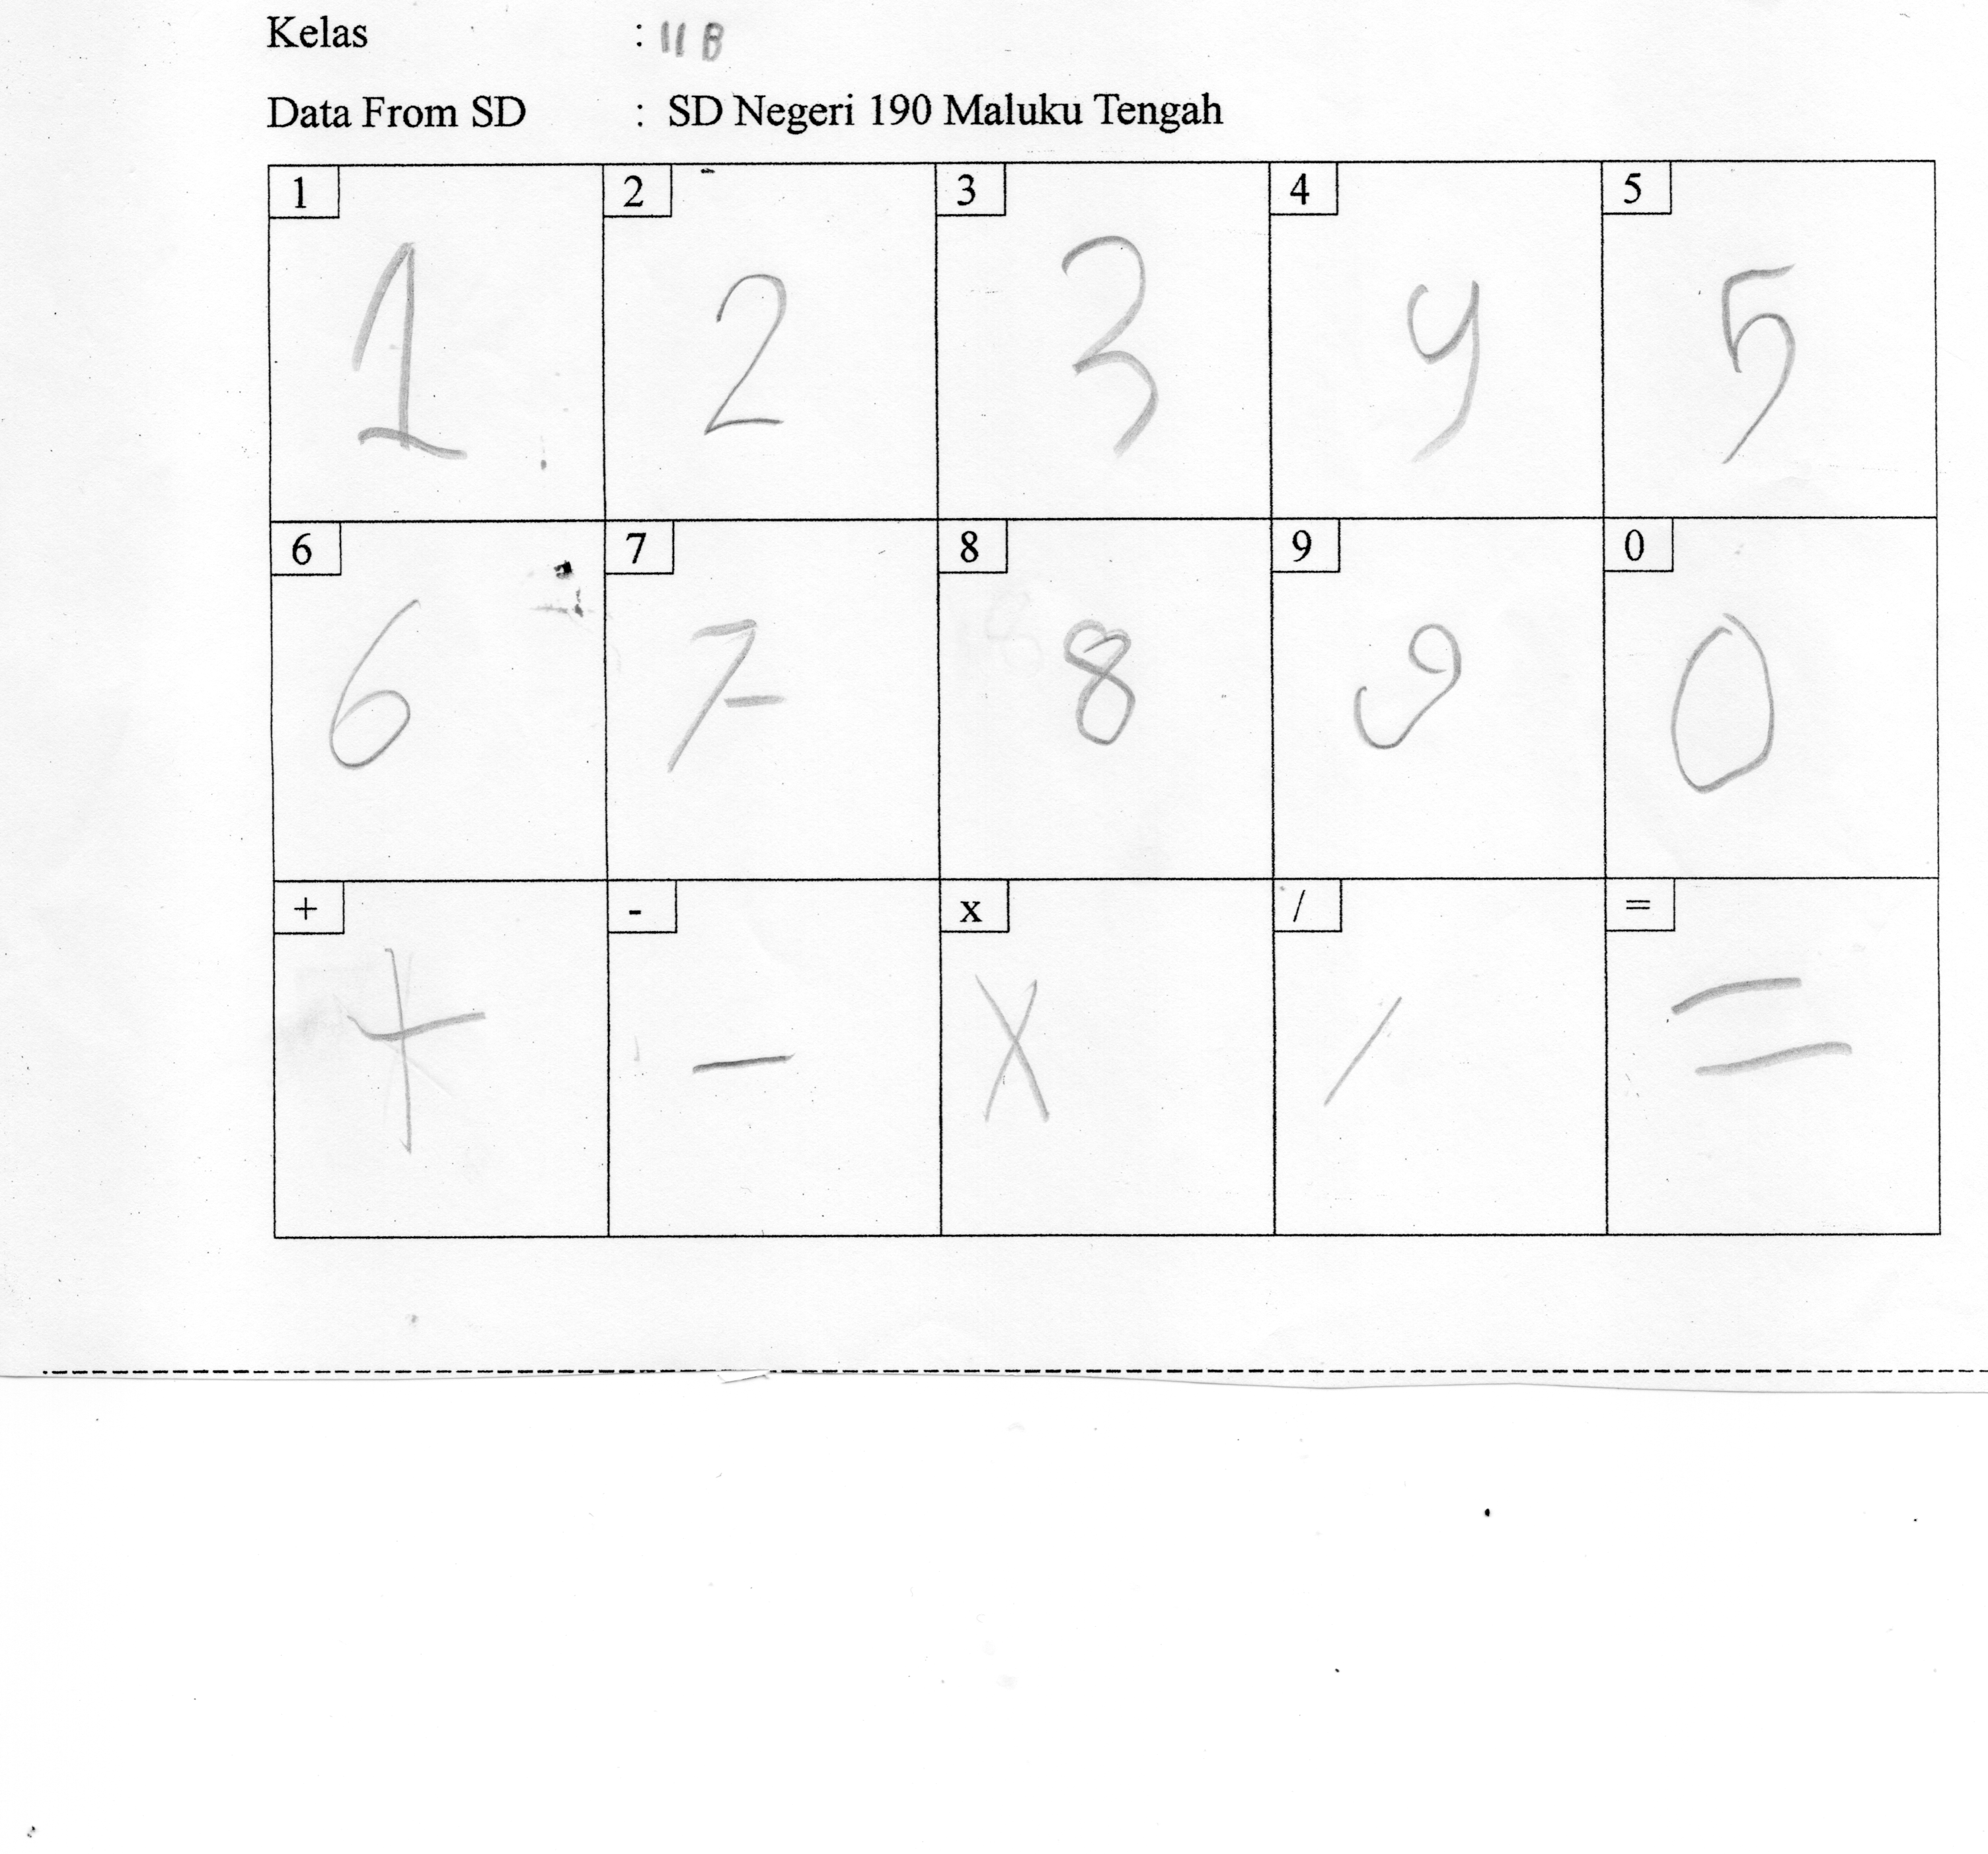 Kelas : II B
Data From SD : SD Negeri 190 Maluku Tengah
1 2 3 4 5
1 2 3 4 5
6 7 8 9 0
6 7 8 9 0
+ - x / =
+ - x / =